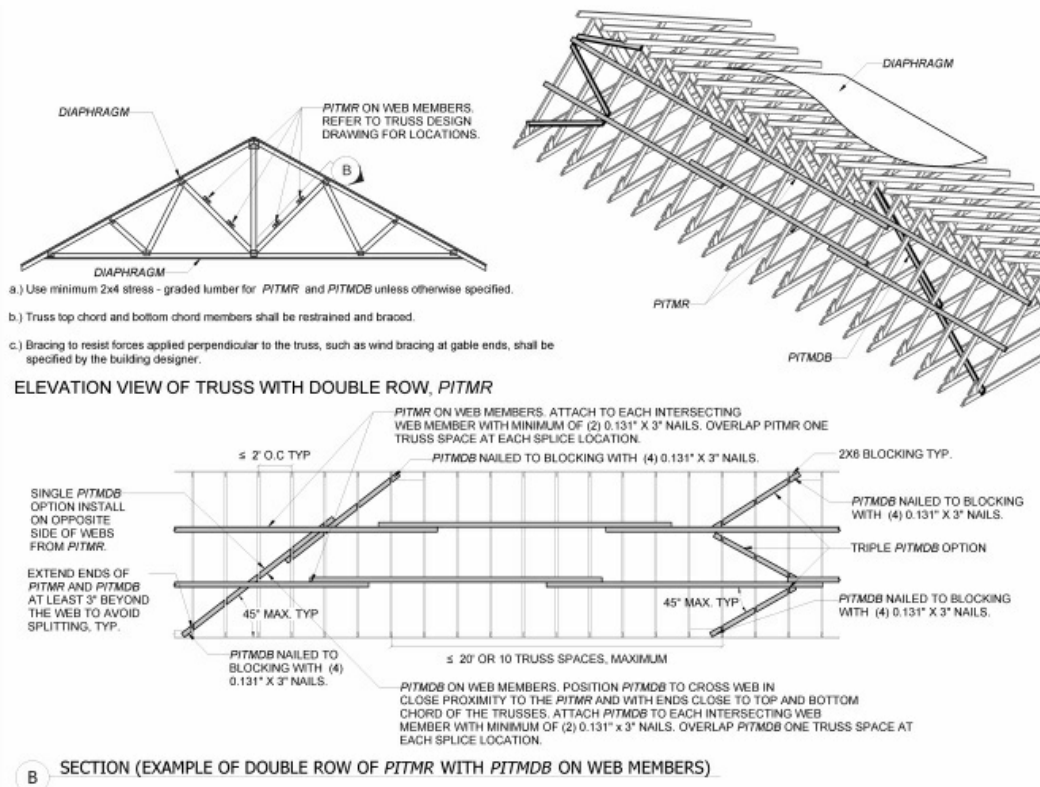 DIAPHRAGM
PITMR ON WEB MEMBERS.
REFER TO TRUSS DESIGN
DRAWING FOR LOCATIONS.
B
DIAPHRAGM
DIAPHRAGM
PITMR
PITMDB
a.) Use minimum 2x4 stress - graded lumber for PITMR and PITMDB unless otherwise specified.
b.) Truss top chord and bottom chord members shall be restrained and braced.
c.) Bracing to resist forces applied perpendicular to the truss, such as wind bracing at gable ends, shall be
specified by the building designer.
ELEVATION VIEW OF TRUSS WITH DOUBLE ROW, PITMR
PITMR ON WEB MEMBERS. ATTACH TO EACH INTERSECTING
WEB MEMBER WITH MINIMUM OF (2) 0.131" X 3" NAILS. OVERLAP PITMR ONE
TRUSS SPACE AT EACH SPLICE LOCATION.
≤ 2' O.C TYP
PITMDB NAILED TO BLOCKING WITH (4) 0.131" X 3" NAILS.
2X6 BLOCKING TYP.
SINGLE PITMDB
OPTION INSTALL
ON OPPOSITE
SIDE OF WEBS
FROM PITMR.
PITMDB NAILED TO BLOCKING
WITH (4) 0.131" X 3" NAILS.
TRIPLE PITMDB OPTION
EXTEND ENDS OF
PITMR AND PITMDB
AT LEAST 3" BEYOND
THE WEB TO AVOID
SPLITTING, TYP.
45° MAX. TYP
45° MAX. TYP
PITMDB NAILED TO BLOCKING
WITH (4) 0.131" X 3" NAILS.
PITMDB NAILED TO
BLOCKING WITH (4)
0.131" X 3" NAILS.
≤ 20' OR 10 TRUSS SPACES, MAXIMUM
PITMDB ON WEB MEMBERS. POSITION PITMDB TO CROSS WEB IN
CLOSE PROXIMITY TO THE PITMR AND WITH ENDS CLOSE TO TOP AND BOTTOM
CHORD OF THE TRUSSES. ATTACH PITMDB TO EACH INTERSECTING WEB
MEMBER WITH MINIMUM OF (2) 0.131" x 3" NAILS. OVERLAP PITMDB ONE TRUSS SPACE AT
EACH SPLICE LOCATION.
B SECTION (EXAMPLE OF DOUBLE ROW OF PITMR WITH PITMDB ON WEB MEMBERS)